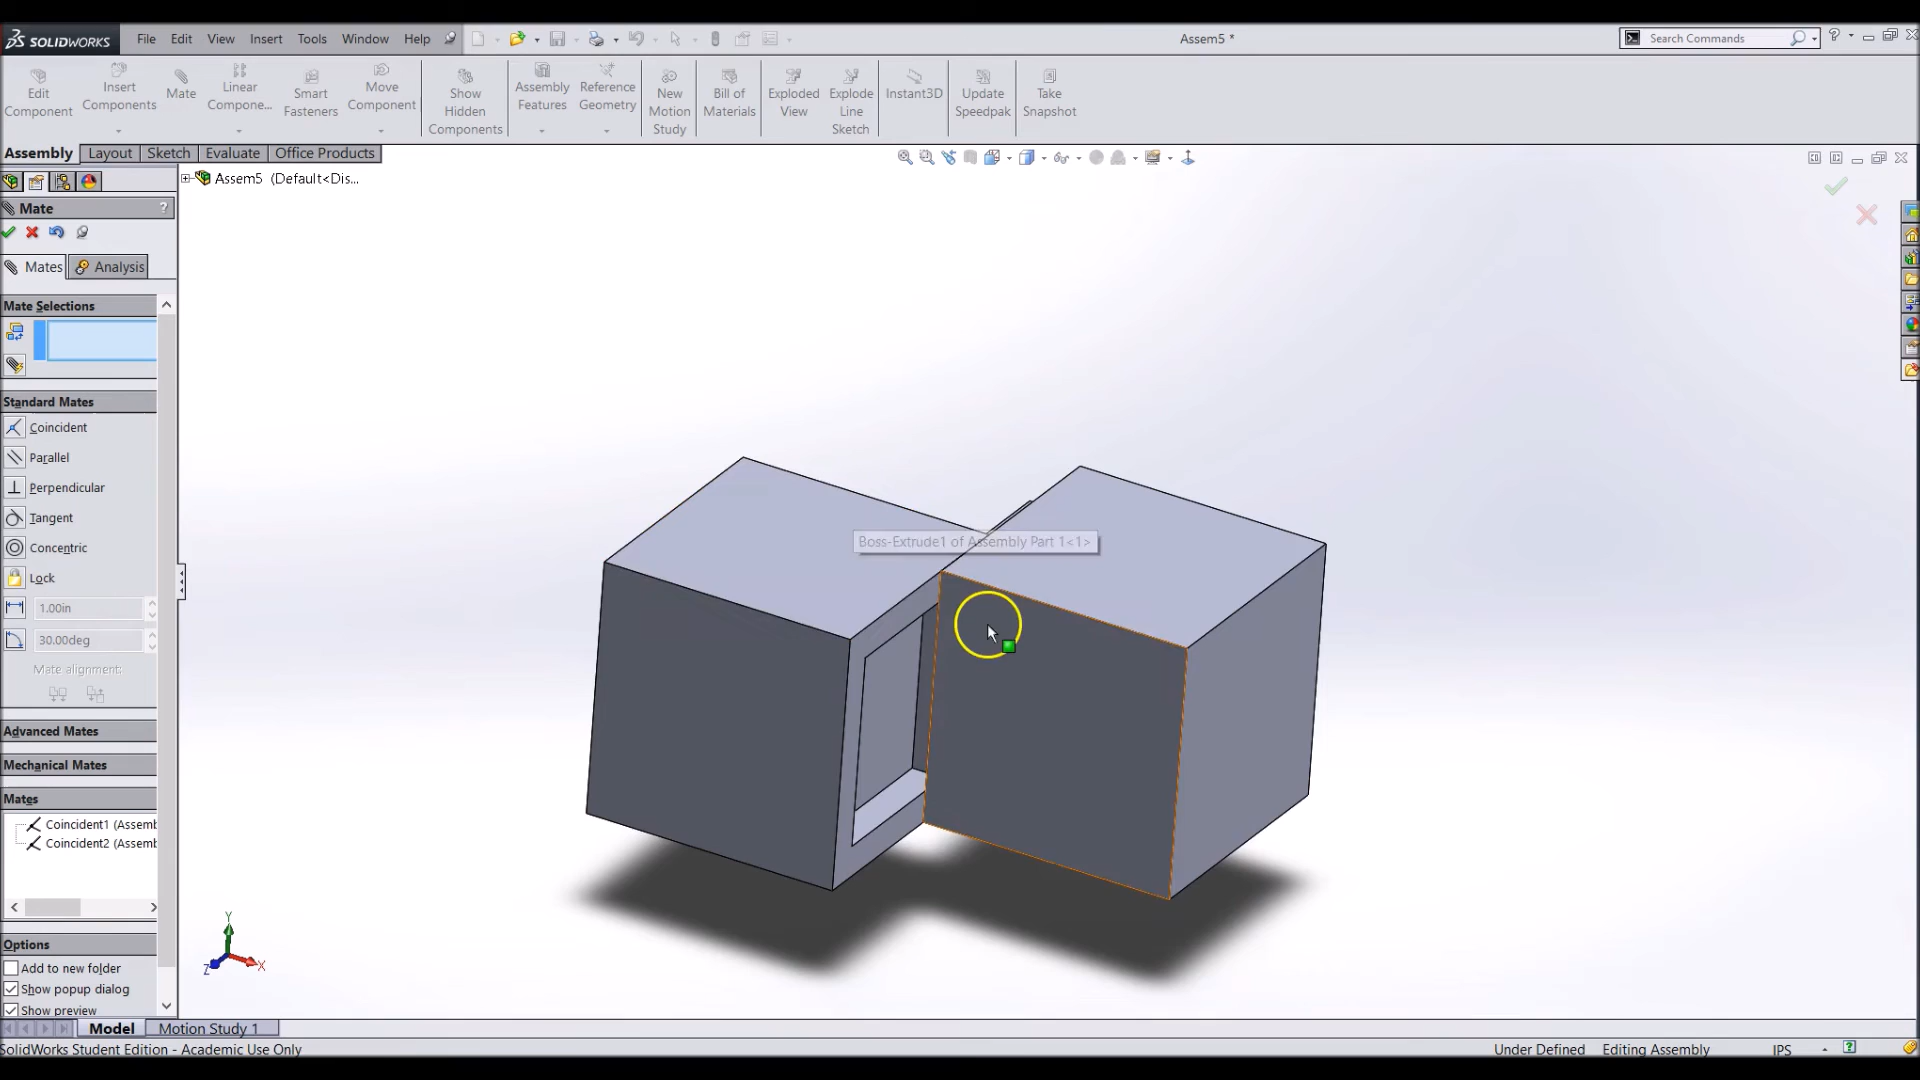 SOLIDWORKS File Edit View Insert Tools Window Help Assem5 * Search Commands
Edit Component
Insert Components
Mate
Linear Compone...
Smart Fasteners
Move Component
Show Hidden Components
Assembly Features
Reference Geometry
New Motion Study
Bill of Materials
Exploded View
Explode Line Sketch
Instant3D
Update Speedpak
Take Snapshot
Assembly Layout Sketch Evaluate Office Products
Assem5 (Default<Dis...
Mate ?
Mates Analysis
Mate Selections
Standard Mates
Coincident
Parallel
Perpendicular
Tangent
Concentric
Lock
1.00in
30.00deg
Mate alignment:
Advanced Mates
Mechanical Mates
Mates
Coincident1 (Assemb
Coincident2 (Assemb
Options
Add to new folder
Show popup dialog
Show preview
Boss-Extrude1 of Assembly Part 1<1>
Y
Z X
Model Motion Study 1
SolidWorks Student Edition - Academic Use Only Under Defined Editing Assembly IPS